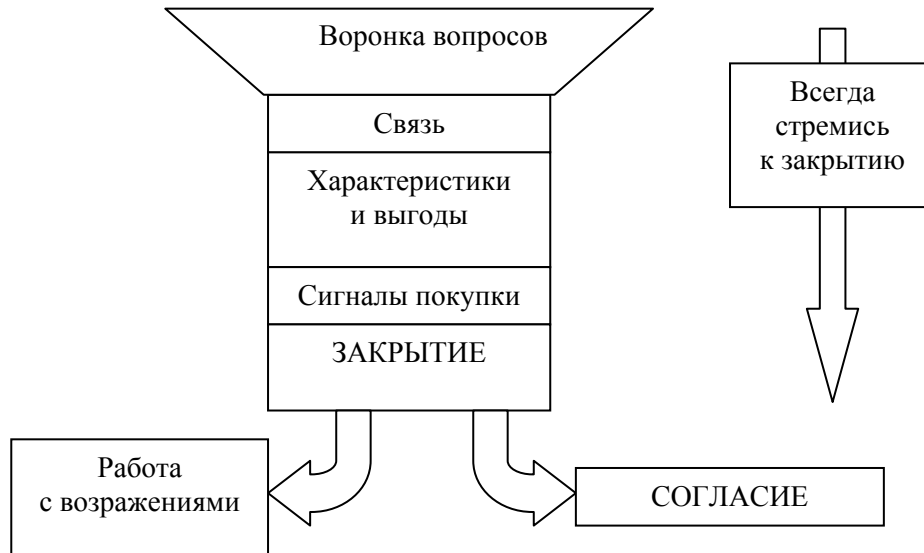 Воронка вопросов
Связь
Характеристики
и выгоды
Сигналы покупки
ЗАКРЫТИЕ
Работа
с возражениями
СОГЛАСИЕ
Всегда
стремись
к закрытию